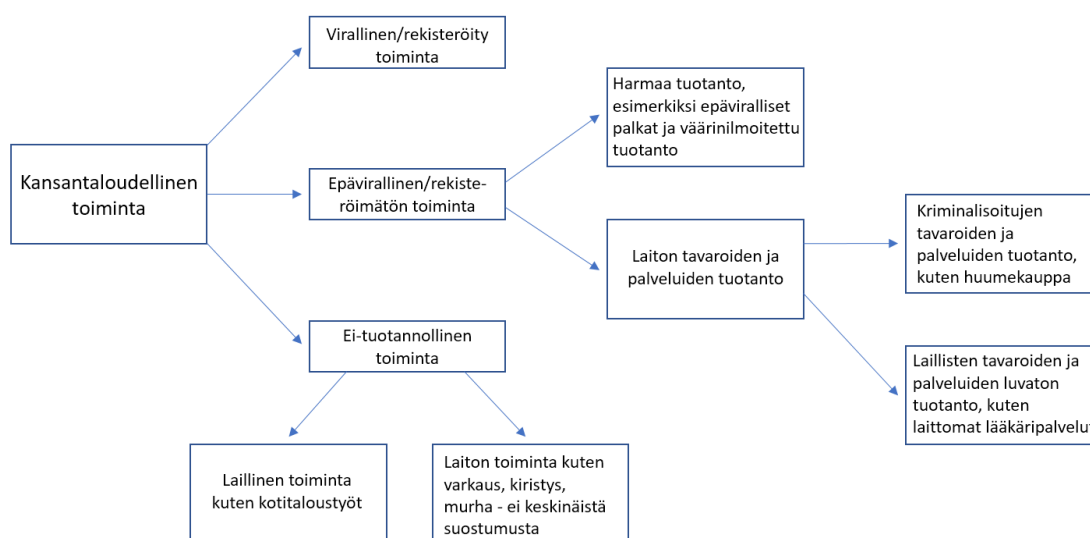 Virallinen/rekisteröity
toiminta
Harmaa tuotanto,
esimerkiksi epäviralliset
palkat ja väärinilmoitettu
tuotanto
Kansantaloudellinen
toiminta
Epävirallinen/rekiste-
röimätön toiminta
Kriminalisoitujen
tavaroiden ja
palveluiden tuotanto,
kuten huumekauppa
Laiton tavaroiden ja
palveluiden tuotanto
Ei-tuotannollinen
toiminta
Laillisten tavaroiden ja
palveluiden luvaton
tuotanto, kuten
laittomat lääkäripalvelut
Laillinen toiminta
kuten kotitaloustyöt
Laiton toiminta kuten
varkaus, kiristys,
murha - ei keskinäistä
suostumusta